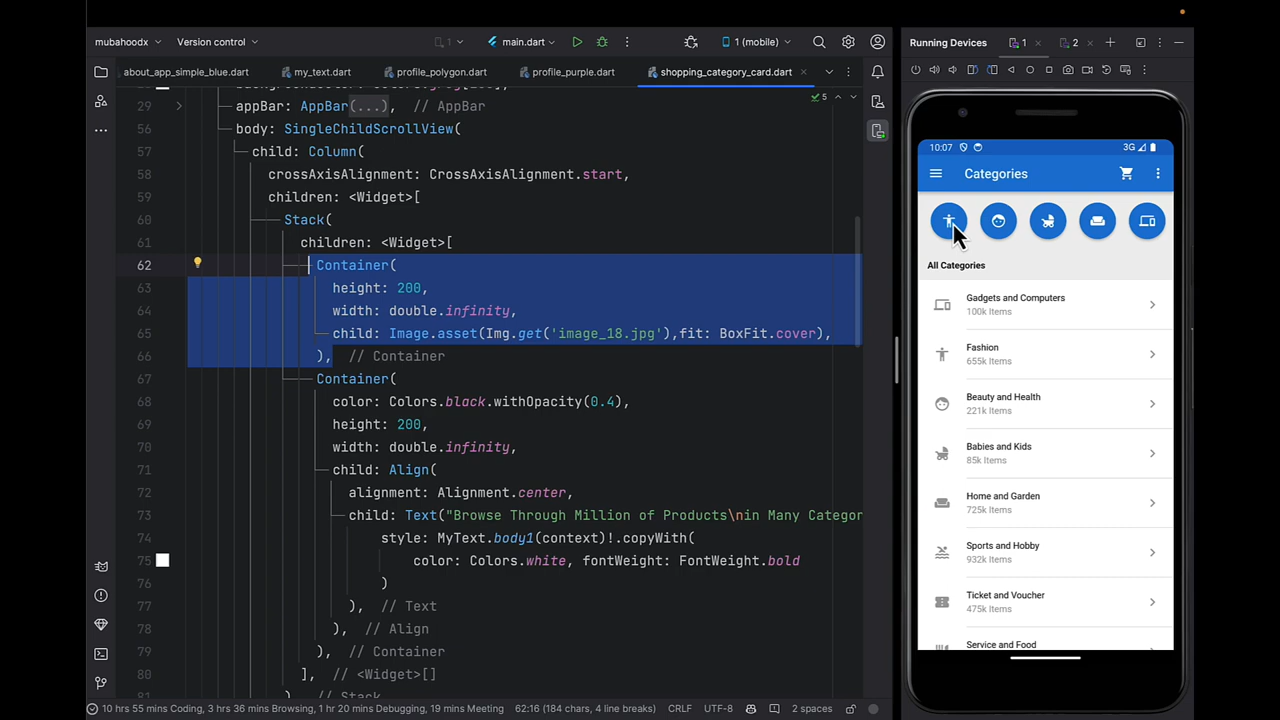 mubahoodx
Version control
1
main.dart
1 (mobile)
Running Devices
1
2
about_app_simple_blue.dart
my_text.dart
profile_polygon.dart
profile_purple.dart
shopping_category_card.dart
5
29 appBar: AppBar(...), // AppBar
56 body: SingleChildScrollView(
57 child: Column(
58 crossAxisAlignment: CrossAxisAlignment.start,
59 children: <Widget>[
60 Stack(
61 children: <Widget>[
62 Container(
63 height: 200,
64 width: double.infinity,
65 child: Image.asset(Img.get('image_18.jpg'),fit: BoxFit.cover),
66 ), // Container
67 Container(
68 color: Colors.black.withOpacity(0.4),
69 height: 200,
70 width: double.infinity,
71 child: Align(
72 alignment: Alignment.center,
73 child: Text("Browse Through Million of Products\nin Many Categor
74 style: MyText.body1(context)!.copyWith(
75 color: Colors.white, fontWeight: FontWeight.bold
76 )
77 ), // Text
78 ), // Align
79 ), // Container
80 ], // <Widget>[]
81 ) // Stack
10:07
3G
Categories
All Categories
Gadgets and Computers
100k Items
Fashion
655k Items
Beauty and Health
221k Items
Babies and Kids
85k Items
Home and Garden
725k Items
Sports and Hobby
932k Items
Ticket and Voucher
475k Items
Service and Food
10 hrs 55 mins Coding, 3 hrs 36 mins Browsing, 1 hr 20 mins Debugging, 19 mins Meeting
62:16 (184 chars, 4 line breaks)
CRLF
UTF-8
2 spaces